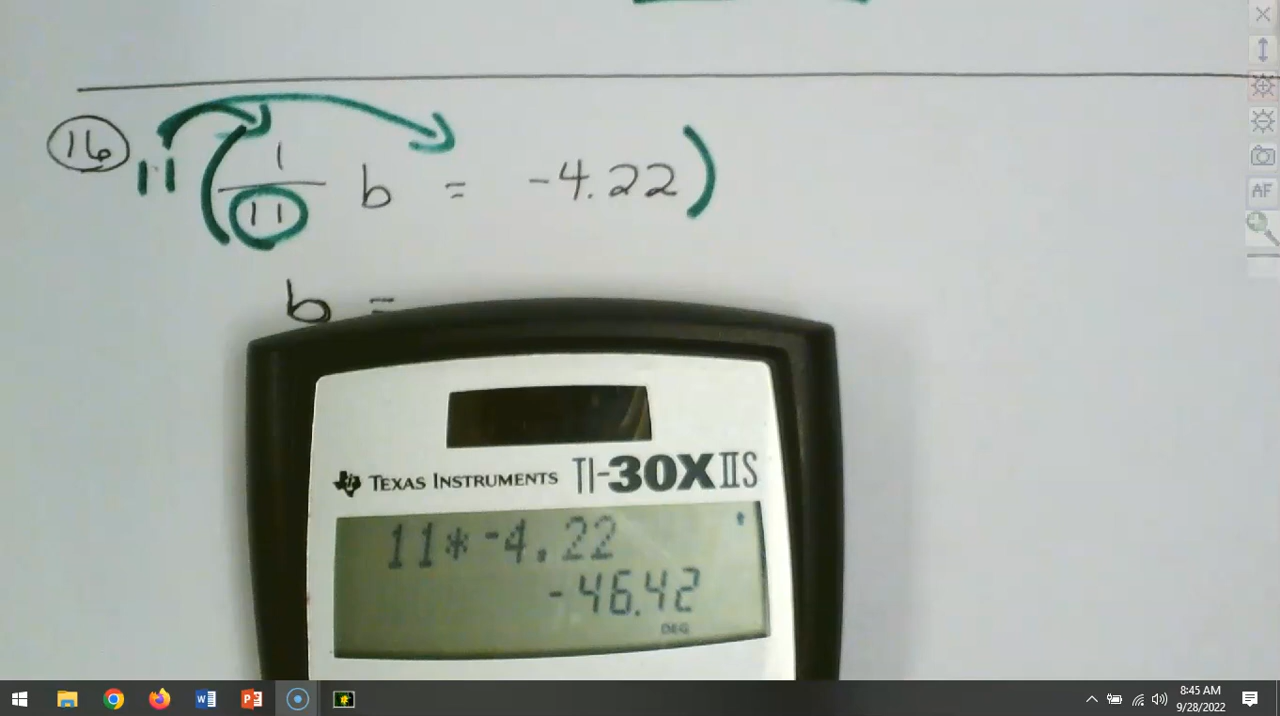 16
11 ( 1/11 b = -4.22 )
b =
TEXAS INSTRUMENTS TI-30XIIS
11*-4.22
-46.42
DEG
AF
8:45 AM
9/28/2022